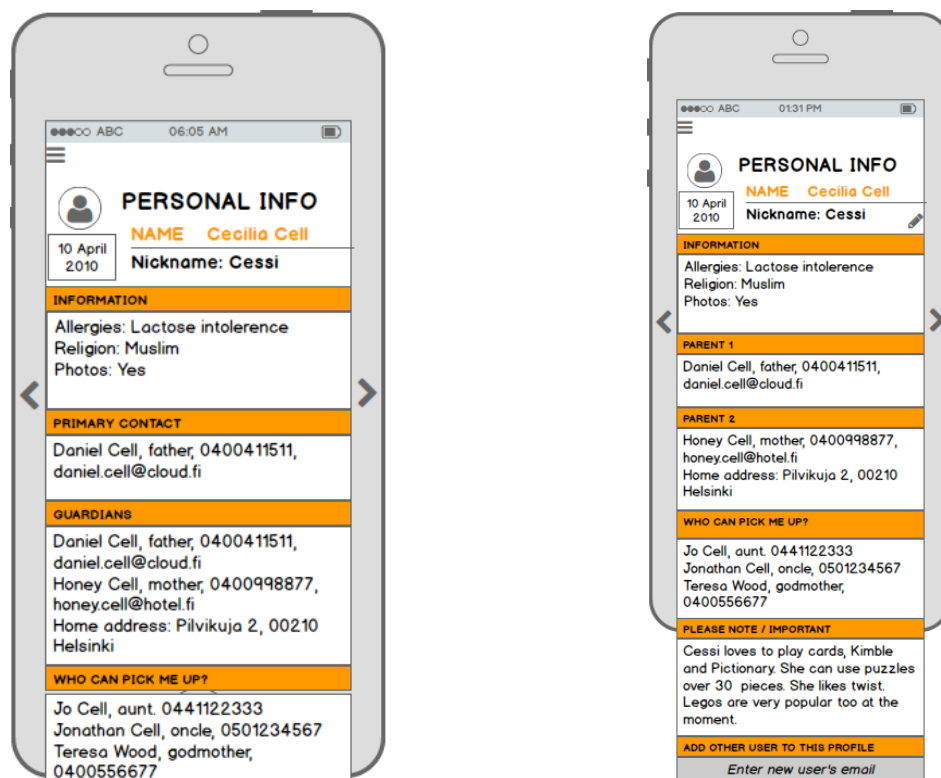 ABC 06:05 AM
PERSONAL INFO
NAME Cecilia Cell
10 April
2010
Nickname: Cessi
INFORMATION
Allergies: Lactose intolerence
Religion: Muslim
Photos: Yes
PRIMARY CONTACT
Daniel Cell, father, 0400411511,
daniel.cell@cloud.fi
GUARDIANS
Daniel Cell, father, 0400411511,
daniel.cell@cloud.fi
Honey Cell, mother, 0400998877,
honey.cell@hotel.fi
Home address: Pilvikuja 2, 00210
Helsinki
WHO CAN PICK ME UP?
Jo Cell, aunt. 0441122333
Jonathan Cell, oncle, 0501234567
Teresa Wood, godmother,
0400556677
ABC 01:31 PM
PERSONAL INFO
NAME Cecilia Cell
10 April
2010
Nickname: Cessi
INFORMATION
Allergies: Lactose intolerence
Religion: Muslim
Photos: Yes
PARENT 1
Daniel Cell, father, 0400411511,
daniel.cell@cloud.fi
PARENT 2
Honey Cell, mother, 0400998877,
honey.cell@hotel.fi
Home address: Pilvikuja 2, 00210
Helsinki
WHO CAN PICK ME UP?
Jo Cell, aunt. 0441122333
Jonathan Cell, oncle, 0501234567
Teresa Wood, godmother,
0400556677
PLEASE NOTE / IMPORTANT
Cessi loves to play cards, Kimble
and Pictionary. She can use puzzles
over 30 pieces. She likes twist.
Legos are very popular too at the
moment.
ADD OTHER USER TO THIS PROFILE
Enter new user's email